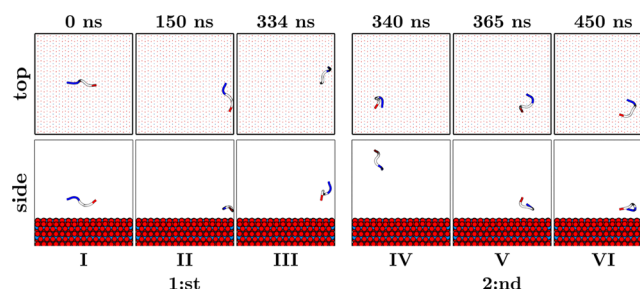 0 ns 150 ns 334 ns 340 ns 365 ns 450 ns
top
side
I II III IV V VI
1:st 2:nd